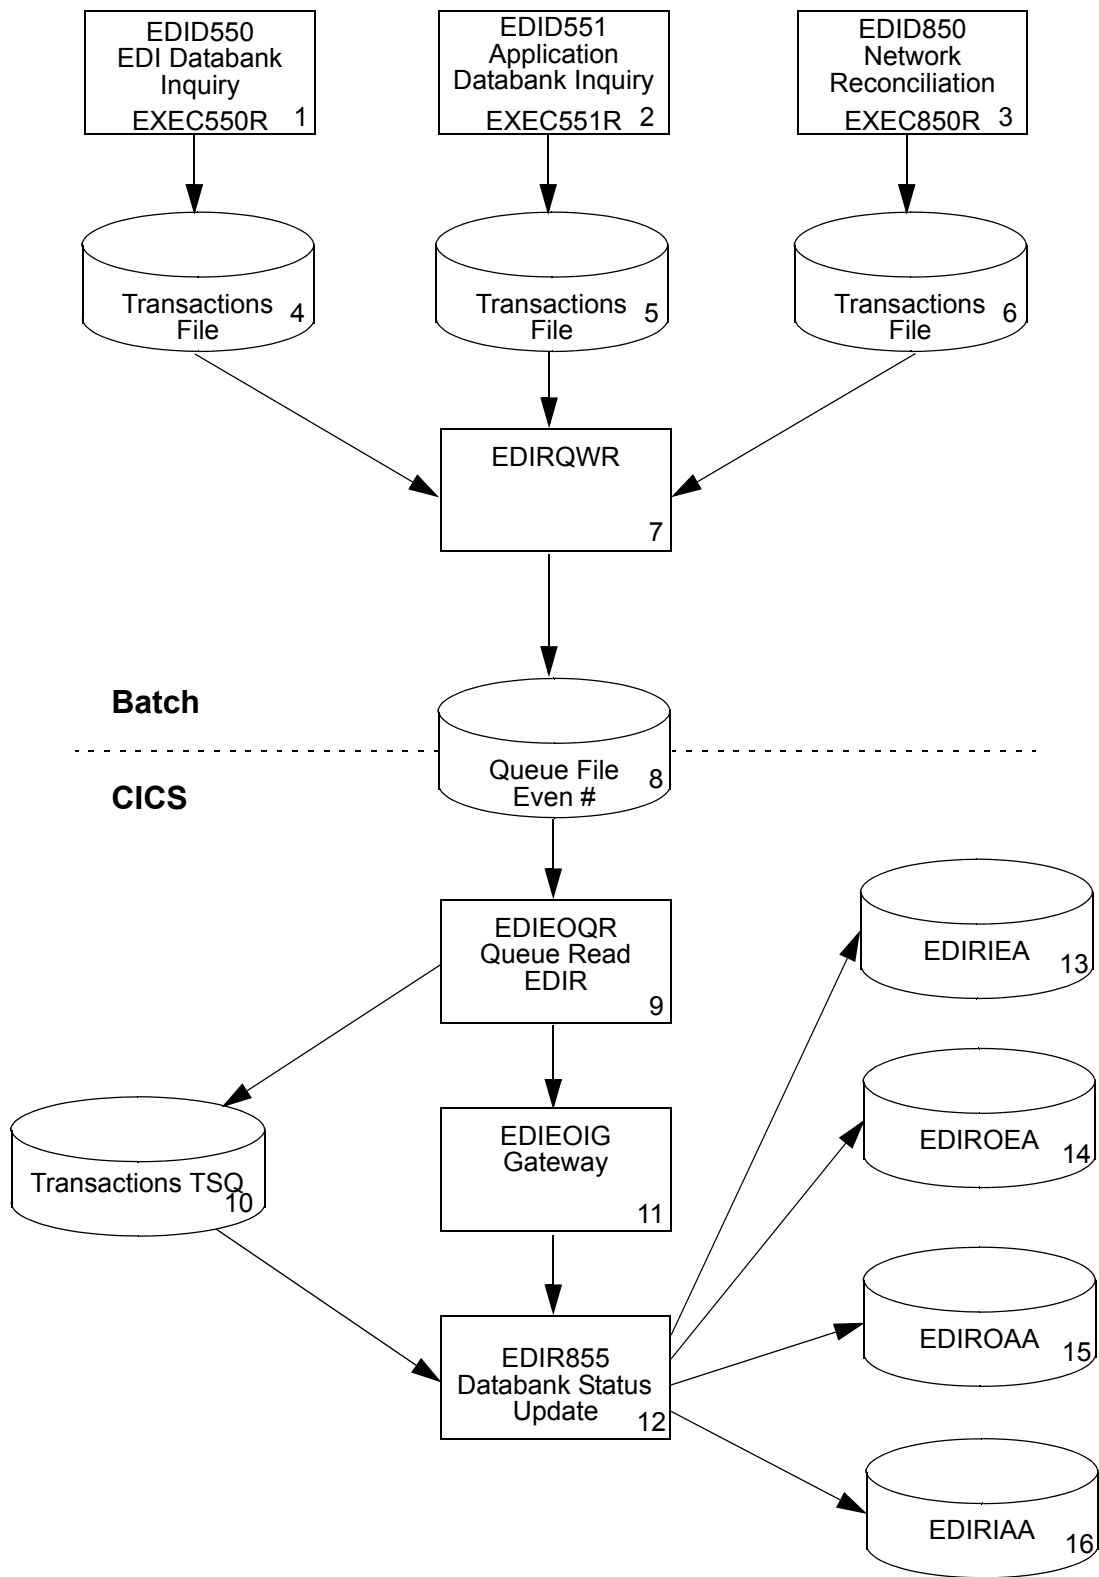 EDID550
EDI Databank
Inquiry
EXEC550R 1
EDID551
Application
Databank Inquiry
EXEC551R 2
EDID850
Network
Reconciliation
EXEC850R 3
Transactions
File
4
Transactions
File
5
Transactions
File
6
EDIRQWR
7
Batch
Queue File
Even #
8
CICS
EDIEOQR
Queue Read
EDIR
9
Transactions TSQ
10
EDIEOIG
Gateway
11
EDIR855
Databank Status
Update
12
EDIRIEA
13
EDIROEA
14
EDIROAA
15
EDIRIAA
16